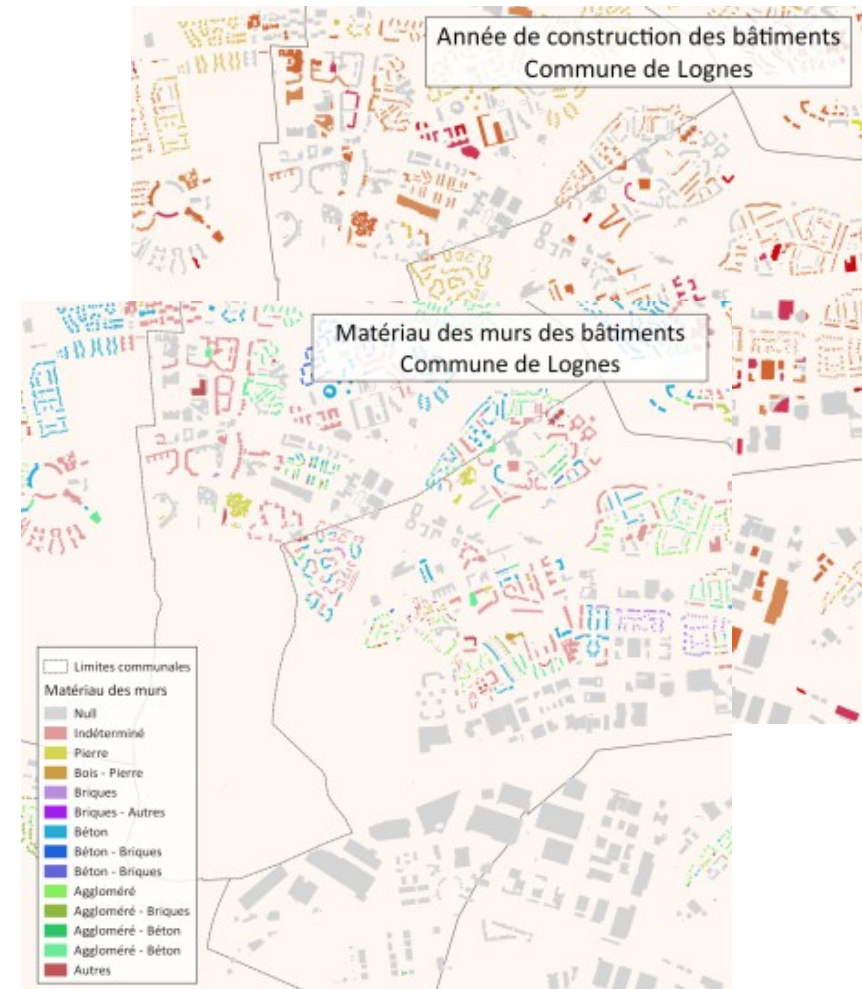 Année de construction des bâtiments
Commune de Lognes
Matériau des murs des bâtiments
Commune de Lognes
Limites communales
Matériau des murs
Null
Indéterminé
Pierre
Bois - Pierre
Briques
Briques - Autres
Béton
Béton - Briques
Béton - Briques
Aggloméré
Aggloméré - Briques
Aggloméré - Béton
Aggloméré - Béton
Autres